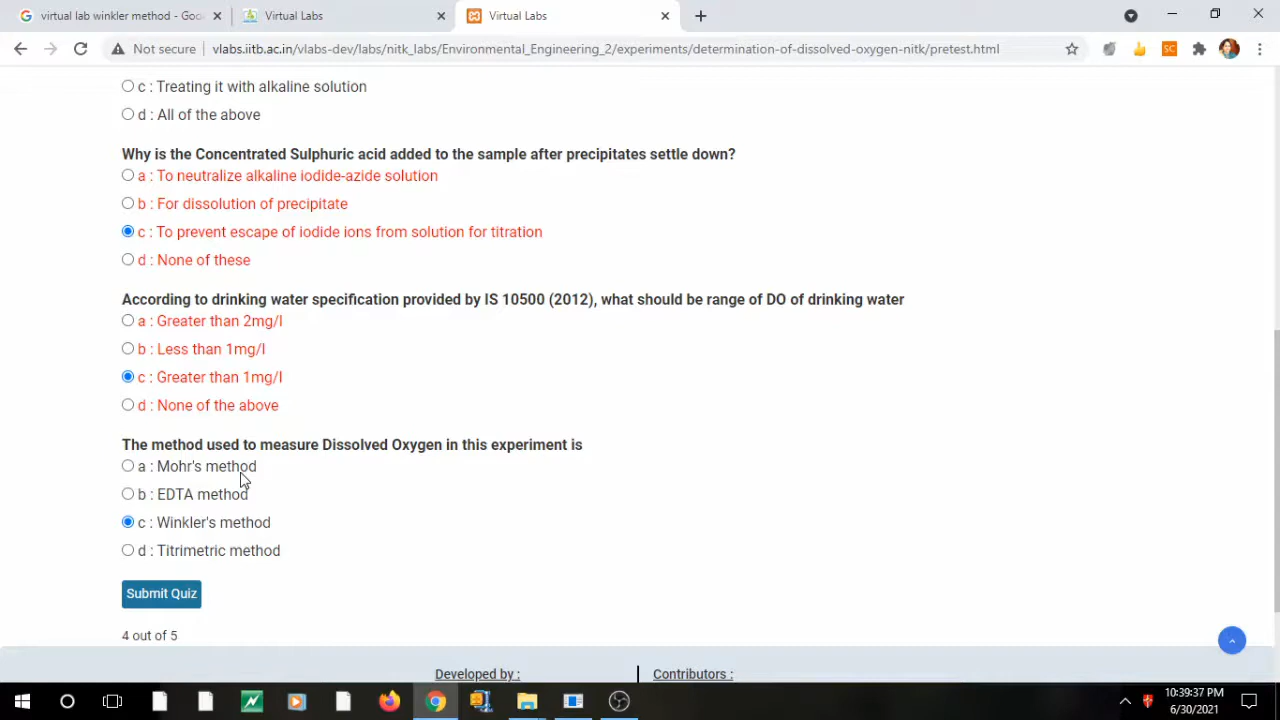 virtual lab winkler method - Goo
Virtual Labs
Virtual Labs
Not secure
vlabs.iitb.ac.in/vlabs-dev/labs/nitk_labs/Environmental_Engineering_2/experiments/determination-of-dissolved-oxygen-nitk/pretest.html
SC
c : Treating it with alkaline solution
d : All of the above
Why is the Concentrated Sulphuric acid added to the sample after precipitates settle down?
a : To neutralize alkaline iodide-azide solution
b : For dissolution of precipitate
c : To prevent escape of iodide ions from solution for titration
d : None of these
According to drinking water specification provided by IS 10500 (2012), what should be range of DO of drinking water
a : Greater than 2mg/l
b : Less than 1mg/l
c : Greater than 1mg/l
d : None of the above
The method used to measure Dissolved Oxygen in this experiment is
a : Mohr's method
b : EDTA method
c : Winkler's method
d : Titrimetric method
Submit Quiz
4 out of 5
Developed by :
Contributors :
10:39:37 PM
6/30/2021